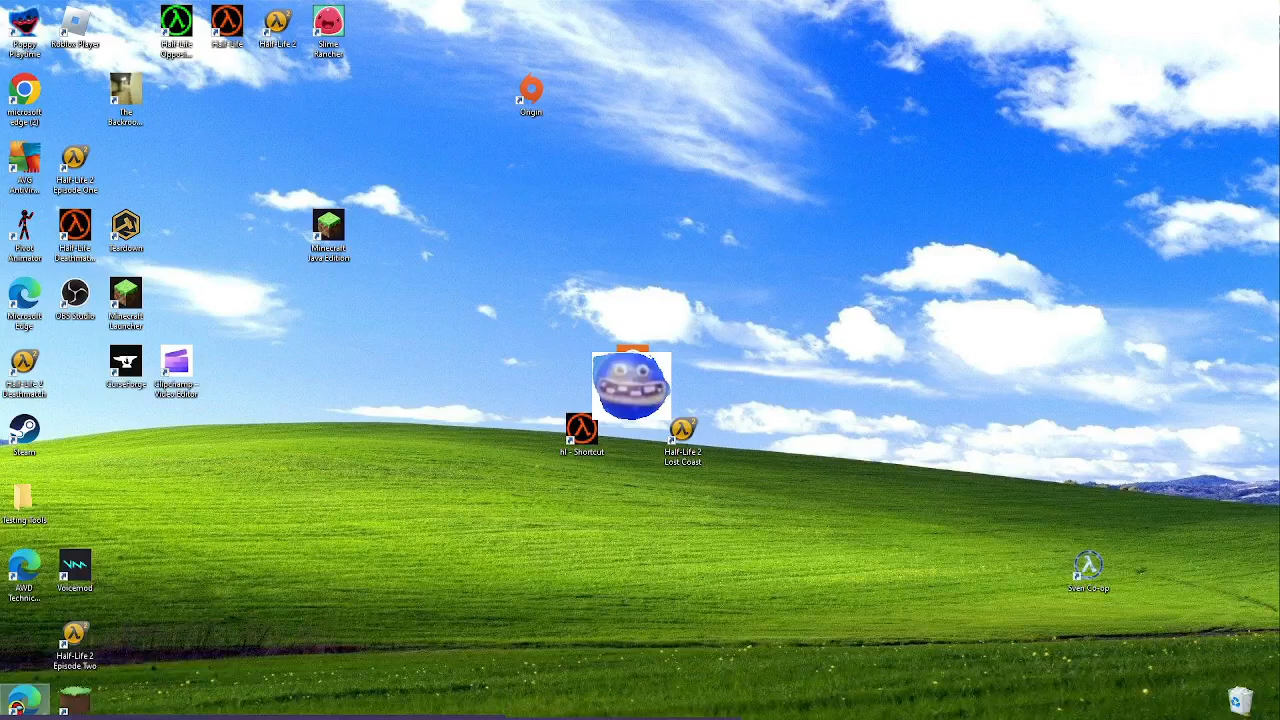 Poppy
Playtime
Roblox Player
Half-Life
Opposi...
Half-Life
Half-Life 2
Slime
Rancher
microsoft
edge (2)
The
Backroo...
Origin
AVG
AntiVir...
Half-Life 2
Episode One
Pivot
Animator
Half-Life
Deathmat...
Teardown
Minecraft
Java Edition
Microsoft
Edge
OBS Studio
Minecraft
Launcher
Half-Life 2
Deathmatch
CurseForge
Clipchamp –
Video Editor
Steam
hl - Shortcut
Half-Life 2
Lost Coast
Testing Tools
AWD
Technic...
Voicemod
Sven Co-op
Half-Life 2
Episode Two